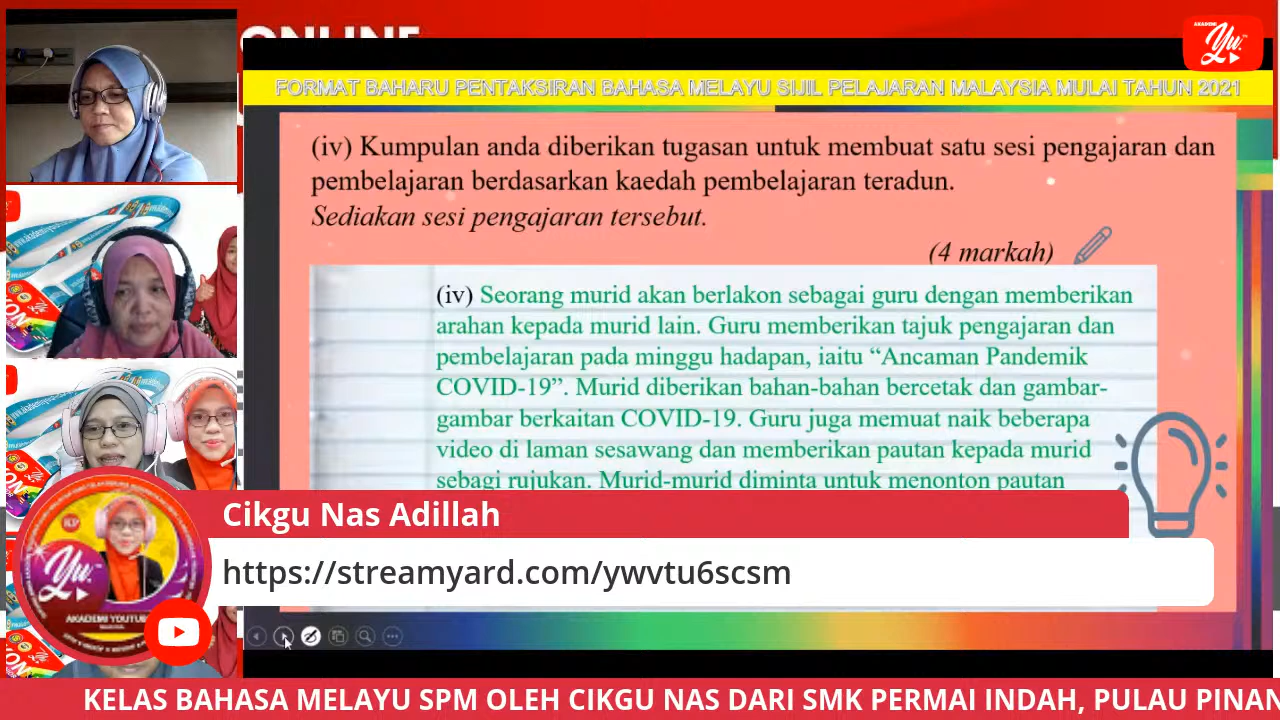 ONLINE
AKADEMI
Yu.
FORMAT BAHARU PENTAKSIRAN BAHASA MELAYU SIJIL PELAJARAN MALAYSIA MULAI TAHUN 2021
(iv) Kumpulan anda diberikan tugasan untuk membuat satu sesi pengajaran dan
pembelajaran berdasarkan kaedah pembelajaran teradun.
Sediakan sesi pengajaran tersebut.
(4 markah)
(iv) Seorang murid akan berlakon sebagai guru dengan memberikan
arahan kepada murid lain. Guru memberikan tajuk pengajaran dan
pembelajaran pada minggu hadapan, iaitu “Ancaman Pandemik
COVID-19”. Murid diberikan bahan-bahan bercetak dan gambar-
gambar berkaitan COVID-19. Guru juga memuat naik beberapa
video di laman sesawang dan memberikan pautan kepada murid
sebagi rujukan. Murid-murid diminta untuk menonton pautan
Cikgu Nas Adillah
https://streamyard.com/ywvtu6scsm
Yu.
KELAS BAHASA MELAYU SPM OLEH CIKGU NAS DARI SMK PERMAI INDAH, PULAU PINAN